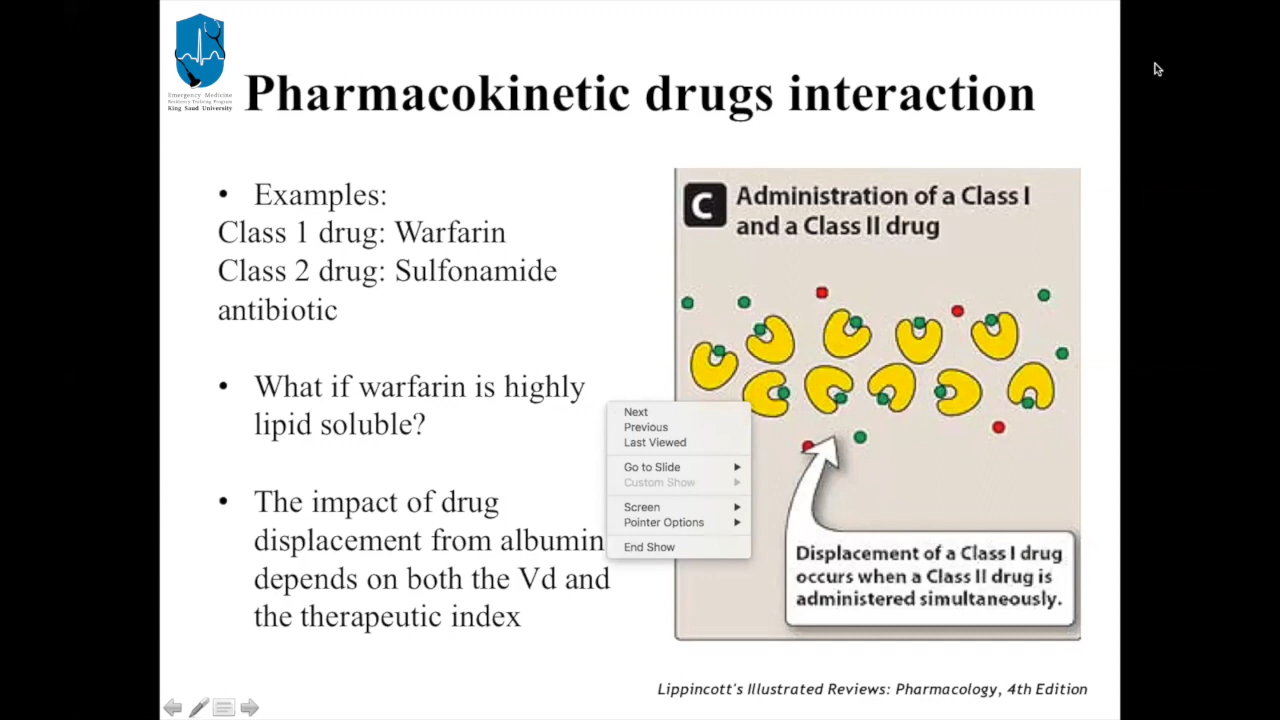 Emergency Medicine
Residency Training Program
King Saud University
Pharmacokinetic drugs interaction
• Examples:
Class 1 drug: Warfarin
Class 2 drug: Sulfonamide
antibiotic
• What if warfarin is highly
lipid soluble?
• The impact of drug
displacement from albumin
depends on both the Vd and
the therapeutic index
C
Administration of a Class I
and a Class II drug
Next
Previous
Last Viewed
Go to Slide
Custom Show
Screen
Pointer Options
End Show
Displacement of a Class I drug
occurs when a Class II drug is
administered simultaneously.
Lippincott's Illustrated Reviews: Pharmacology, 4th Edition